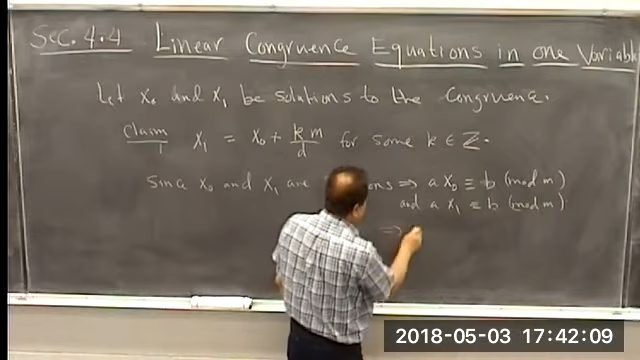 Sec. 4.4 Linear Congruence Equations in one Variable
Let x₀ and x₁ be solutions to the congruence.
Claim x₁ = x₀ + km/d for some k ∈ ℤ.
Since x₀ and x₁ are ⇒ a x₀ ≡ b (mod m)
and a x₁ ≡ b (mod m)
⇒
2018-05-03 17:42:09